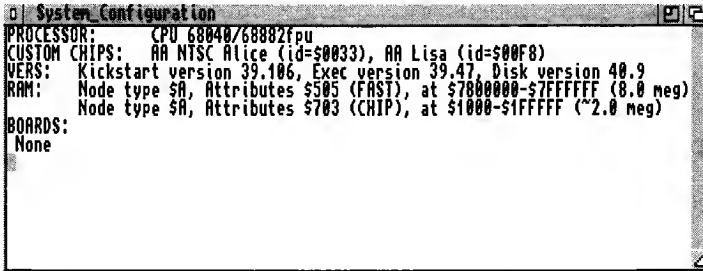 System_Configuration
PROCESSOR: CPU 68040/68882fpu
CUSTOM CHIPS: AA NTSC Alice (id=$0033), AA Lisa (id=$00F8)
VERS: Kickstart version 39.106, Exec version 39.47, Disk version 40.9
RAM: Node type $A, Attributes $505 (FAST), at $7800000-$7FFFFFF (8.0 meg)
Node type $A, Attributes $703 (CHIP), at $1000-$1FFFFF (~2.0 meg)
BOARDS:
None